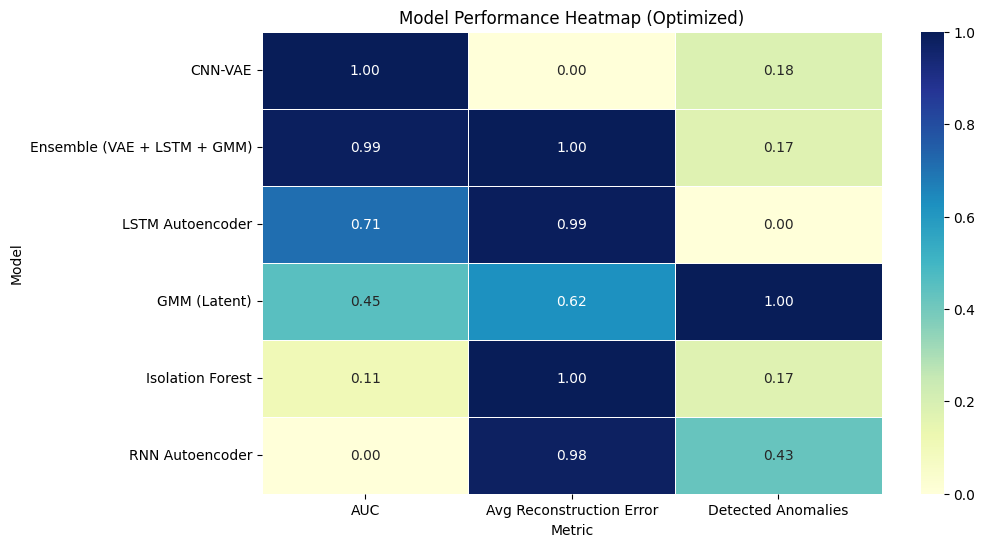 Model Performance Heatmap (Optimized)
Model
CNN-VAE 1.00 0.00 0.18
Ensemble (VAE + LSTM + GMM) 0.99 1.00 0.17
LSTM Autoencoder 0.71 0.99 0.00
GMM (Latent) 0.45 0.62 1.00
Isolation Forest 0.11 1.00 0.17
RNN Autoencoder 0.00 0.98 0.43
AUC Avg Reconstruction Error Detected Anomalies
Metric
1.0
0.8
0.6
0.4
0.2
0.0